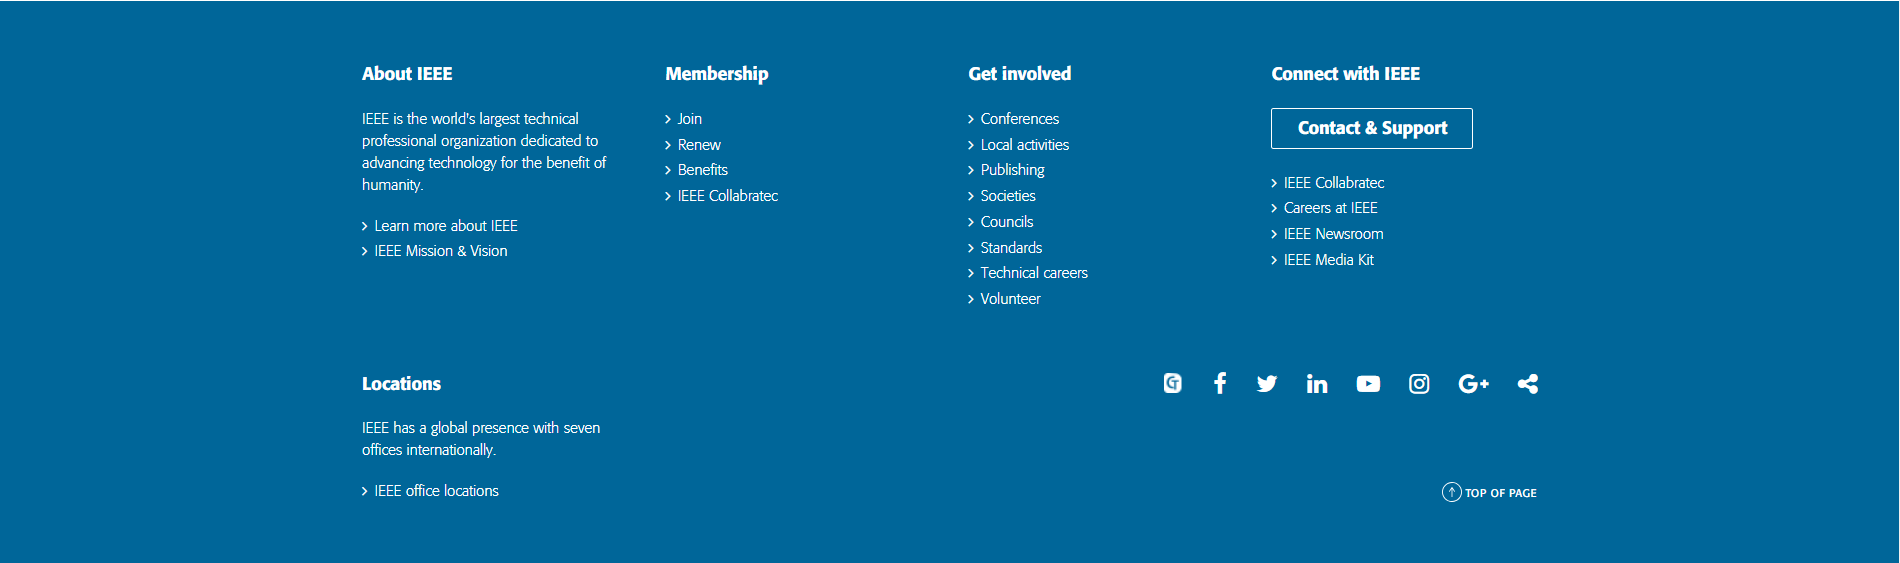 About IEEE
IEEE is the world's largest technical
professional organization dedicated to
advancing technology for the benefit of
humanity.
Learn more about IEEE
IEEE Mission & Vision
Membership
Join
Renew
Benefits
IEEE Collabratec
Get involved
Conferences
Local activities
Publishing
Societies
Councils
Standards
Technical careers
Volunteer
Connect with IEEE
Contact & Support
IEEE Collabratec
Careers at IEEE
IEEE Newsroom
IEEE Media Kit
Locations
IEEE has a global presence with seven
offices internationally.
IEEE office locations
TOP OF PAGE